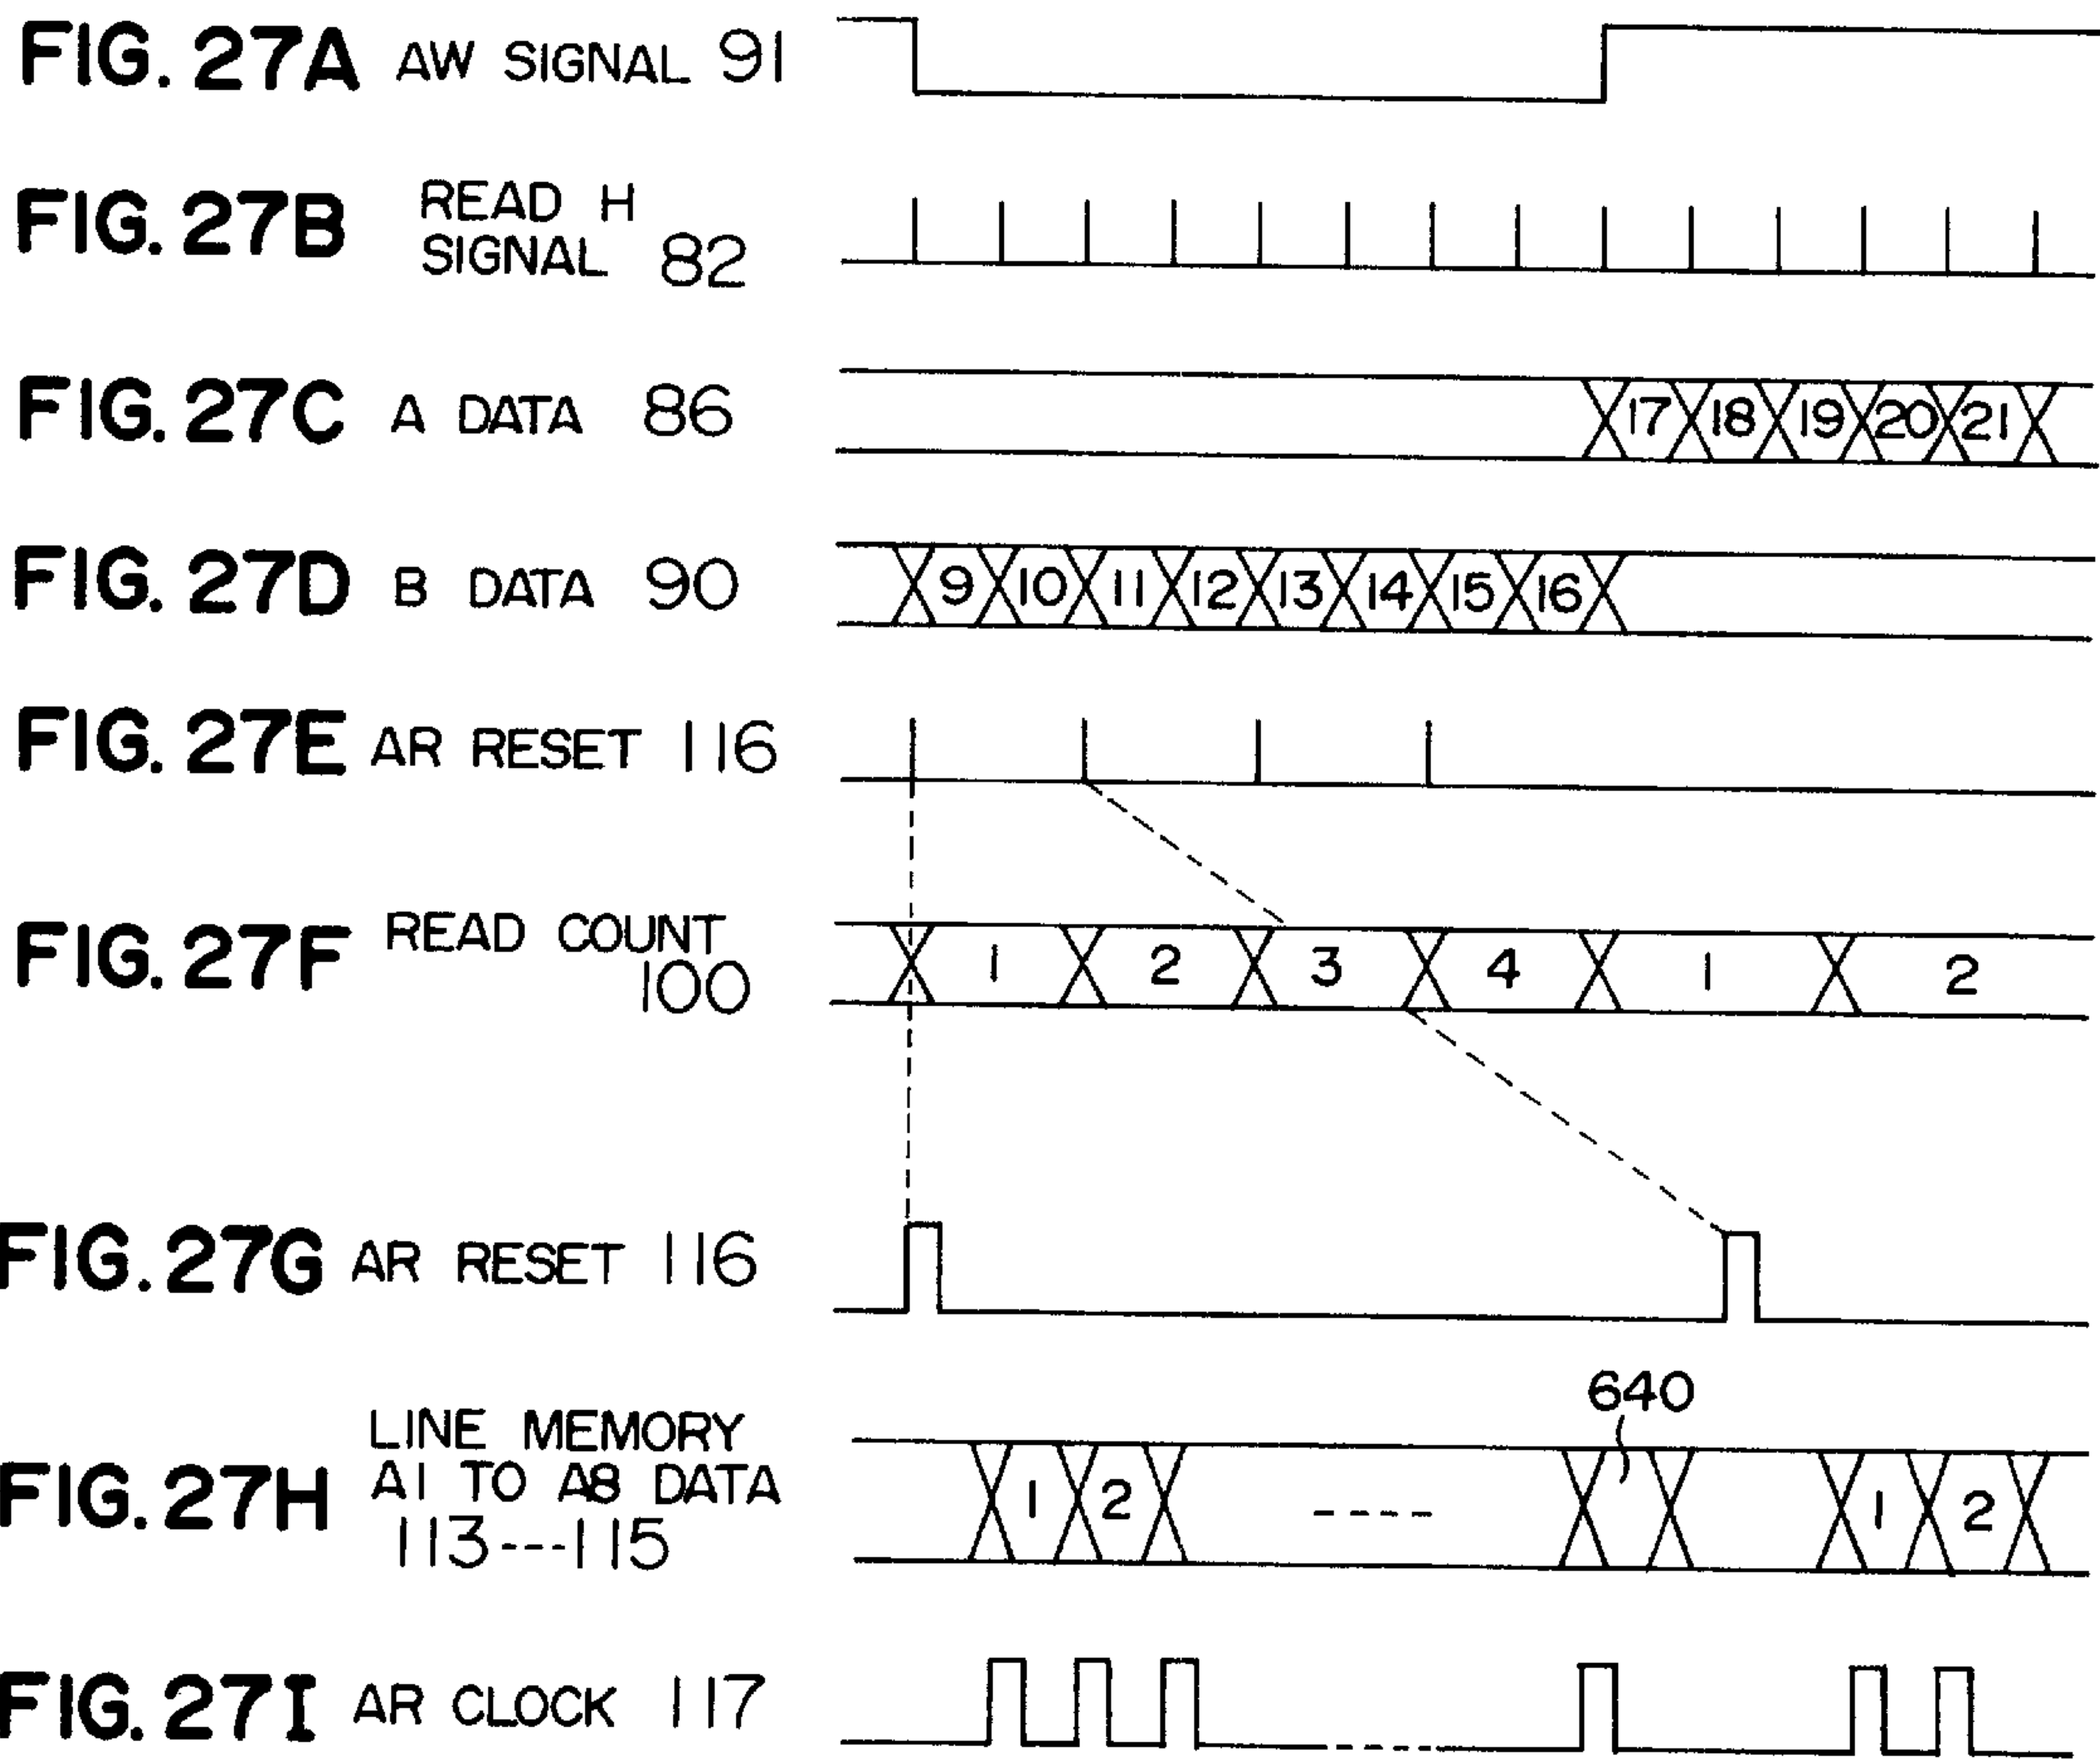 FIG. 27A AW SIGNAL 91
FIG. 27B READ H
SIGNAL 82
FIG. 27C A DATA 86
17 18 19 20 21
FIG. 27D B DATA 90
9 10 11 12 13 14 15 16
FIG. 27E AR RESET 116
FIG. 27F READ COUNT
100
1 2 3 4 1 2
FIG. 27G AR RESET 116
640
FIG. 27H LINE MEMORY
A1 TO A8 DATA
113---115
1 2 ---- 1 2
FIG. 27I AR CLOCK 117